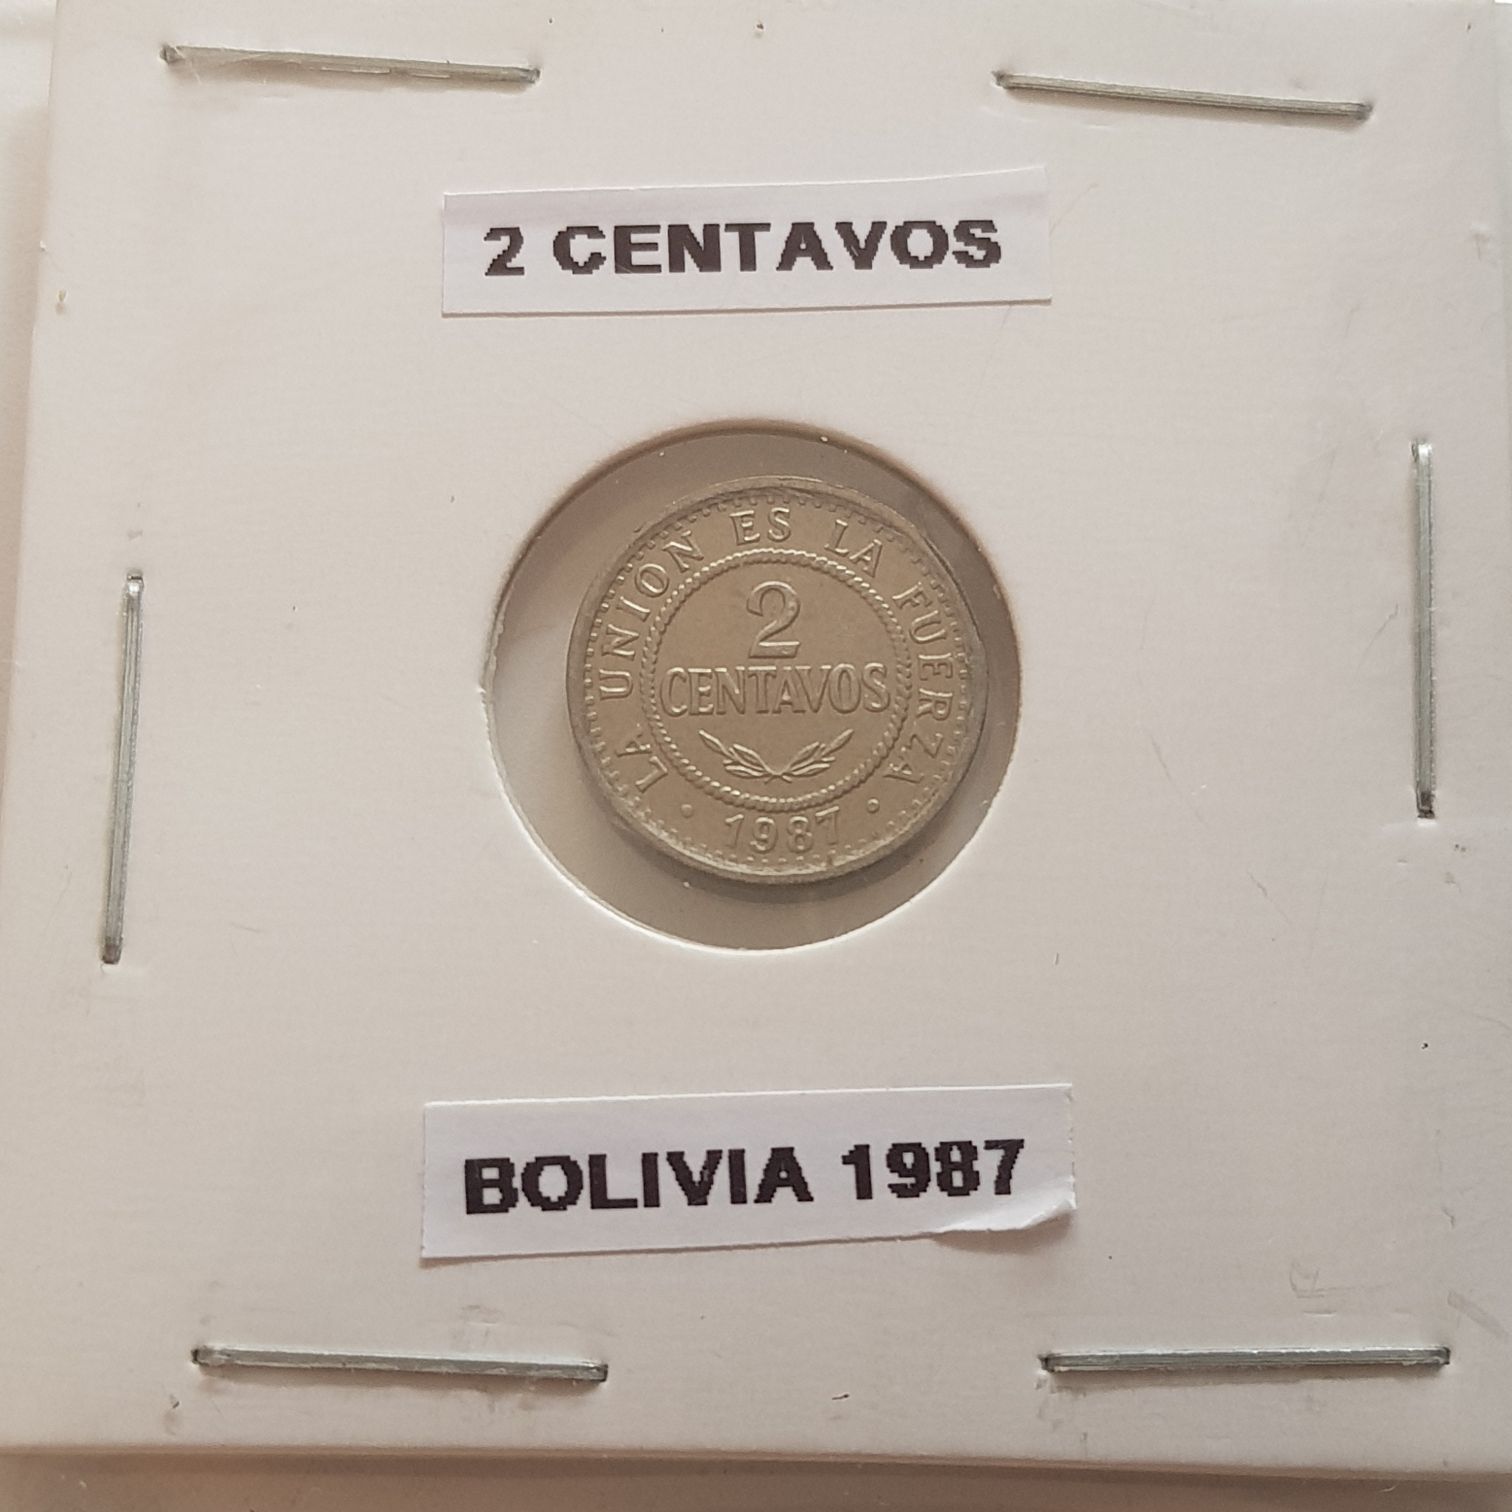 2 CENTAVOS
LA UNION ES LA FUERZA
2
CENTAVOS
1987
BOLIVIA 1987